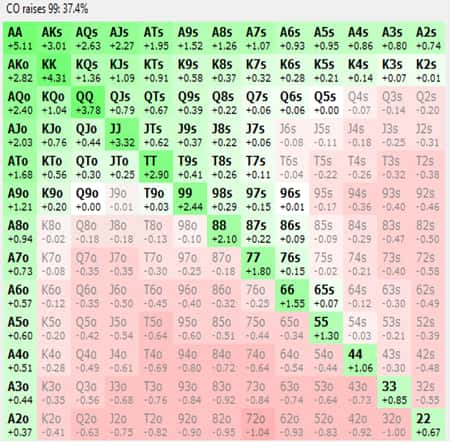 CO raises 99: 37.4%
AA AKs AQs AJs ATs A9s A8s A7s A6s A5s A4s A3s A2s
+5.11 +3.01 +2.63 +2.27 +1.95 +1.52 +1.26 +1.07 +0.93 +0.95 +0.86 +0.80 +0.74
AKo KK KQs KJs KTs K9s K8s K7s K6s K5s K4s K3s K2s
+2.82 +4.31 +1.36 +1.09 +0.91 +0.58 +0.37 +0.32 +0.28 +0.21 +0.14 +0.07 +0.01
AQo KQo QQ QJs QTs Q9s Q8s Q7s Q6s Q5s Q4s Q3s Q2s
+2.40 +1.04 +3.78 +0.79 +0.67 +0.39 +0.22 +0.06 +0.06 +0.00 -0.07 -0.14 -0.20
AJo KJo QJo JJ JTs J9s J8s J7s J6s J5s J4s J3s J2s
+2.03 +0.76 +0.44 +3.32 +0.62 +0.37 +0.22 +0.06 -0.08 -0.11 -0.18 -0.25 -0.31
ATo KTo QTo JTo TT T9s T8s T7s T6s T5s T4s T3s T2s
+1.68 +0.56 +0.30 +0.25 +2.90 +0.41 +0.26 +0.11 -0.04 -0.22 -0.25 -0.32 -0.38
A9o K9o Q9o J9o T9o 99 98s 97s 96s 95s 94s 93s 92s
+1.21 +0.20 +0.00 -0.01 +0.03 +2.44 +0.29 +0.15 +0.01 -0.17 -0.36 -0.40 -0.46
A8o K8o Q8o J8o T8o 98o 88 87s 86s 85s 84s 83s 82s
+0.94 -0.02 -0.18 -0.18 -0.13 -0.10 +2.10 +0.22 +0.09 -0.09 -0.29 -0.47 -0.50
A7o K7o Q7o J7o T7o 97o 87o 77 76s 75s 74s 73s 72s
+0.73 -0.08 -0.35 -0.35 -0.30 -0.25 -0.18 +1.80 +0.15 -0.02 -0.21 -0.40 -0.58
A6o K6o Q6o J6o T6o 96o 86o 76o 66 65s 64s 63s 62s
+0.57 -0.12 -0.35 -0.50 -0.45 -0.40 -0.32 -0.25 +1.55 +0.07 -0.12 -0.30 -0.49
A5o K5o Q5o J5o T5o 95o 85o 75o 65o 55 54s 53s 52s
+0.60 -0.20 -0.42 -0.54 -0.64 -0.60 -0.51 -0.44 -0.34 +1.30 -0.03 -0.21 -0.39
A4o K4o Q4o J4o T4o 94o 84o 74o 64o 54o 44 43s 42s
+0.51 -0.28 -0.49 -0.61 -0.69 -0.80 -0.72 -0.64 -0.54 -0.44 +1.06 -0.30 -0.48
A3o K3o Q3o J3o T3o 93o 83o 73o 63o 53o 43o 33 32s
+0.44 -0.35 -0.56 -0.68 -0.76 -0.84 -0.92 -0.84 -0.74 -0.64 -0.73 +0.85 -0.55
A2o K2o Q2o J2o T2o 92o 82o 72o 62o 52o 42o 32o 22
+0.37 -0.41 -0.63 -0.75 -0.82 -0.90 -0.95 -1.04 -0.93 -0.83 -0.92 -1.00 +0.67